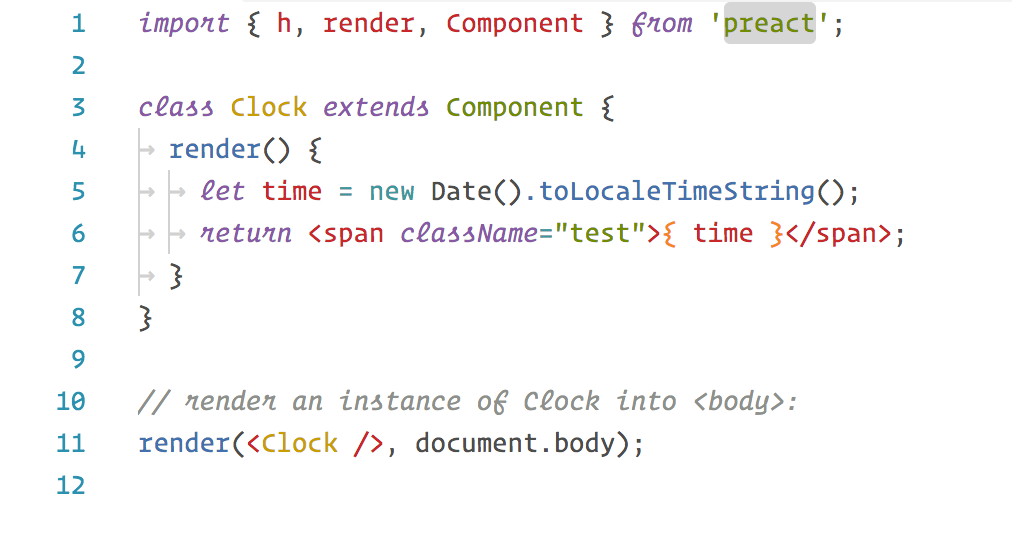 1 import { h, render, Component } from 'preact';
2
3 class Clock extends Component {
4 render() {
5 let time = new Date().toLocaleTimeString();
6 return <span className="test">{ time }</span>;
7 }
8 }
9
10 // render an instance of Clock into <body>:
11 render(<Clock />, document.body);
12